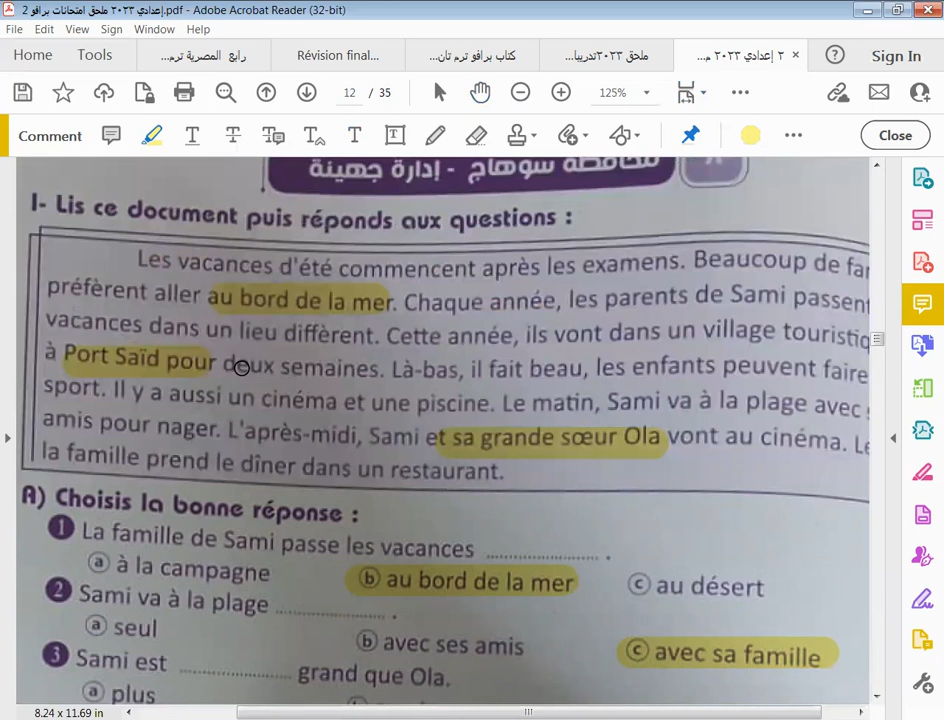 2 إعدادي ٢٠٢٣ ملحق امتحانات برافو.pdf - Adobe Acrobat Reader (32-bit)
File Edit View Sign Window Help
Home Tools رابع المصرية ترم... Révision final... كتاب برافو ترم تان... ملحق ٢٠٢٣تدريبا... ٢ إعدادي ٢٠٢٣ م... Sign In
12 / 35 125%
Comment Close
محافظة سوهاج - إدارة جهينة
I- Lis ce document puis réponds aux questions :
Les vacances d'été commencent après les examens. Beaucoup de
préfèrent aller au bord de la mer. Chaque année, les parents de Sami passent
vacances dans un lieu diffèrent. Cette année, ils vont dans un village
à Port Saïd pour deux semaines. Là-bas, il fait beau, les enfants peuvent faire
sport. Il y a aussi un cinéma et une piscine. Le matin, Sami va à la plage avec
amis pour nager. L'après-midi, Sami et sa grande sœur Ola vont au cinéma.
la famille prend le dîner dans un restaurant.
A) Choisis la bonne réponse :
1 La famille de Sami passe les vacances .................... .
a à la campagne b au bord de la mer c au désert
2 Sami va à la plage .................... .
a seul b avec ses amis c avec sa famille
3 Sami est .................... grand que Ola.
a plus
8.24 x 11.69 in